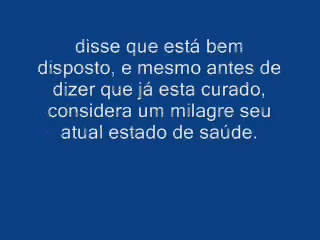 disse que está bem
disposto, e mesmo antes de
dizer que já esta curado,
considera um milagre seu
atual estado de saúde.